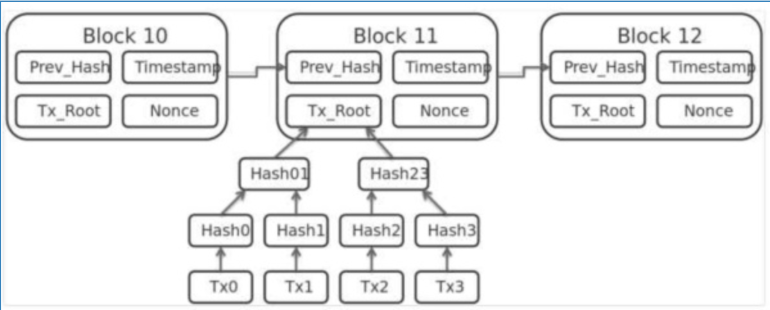 Block 10 Block 11 Block 12
Prev_Hash Timestamp Prev_Hash Timestamp Prev_Hash Timestamp
Tx_Root Nonce Tx_Root Nonce Tx_Root Nonce
Hash01 Hash23
Hash0 Hash1 Hash2 Hash3
Tx0 Tx1 Tx2 Tx3